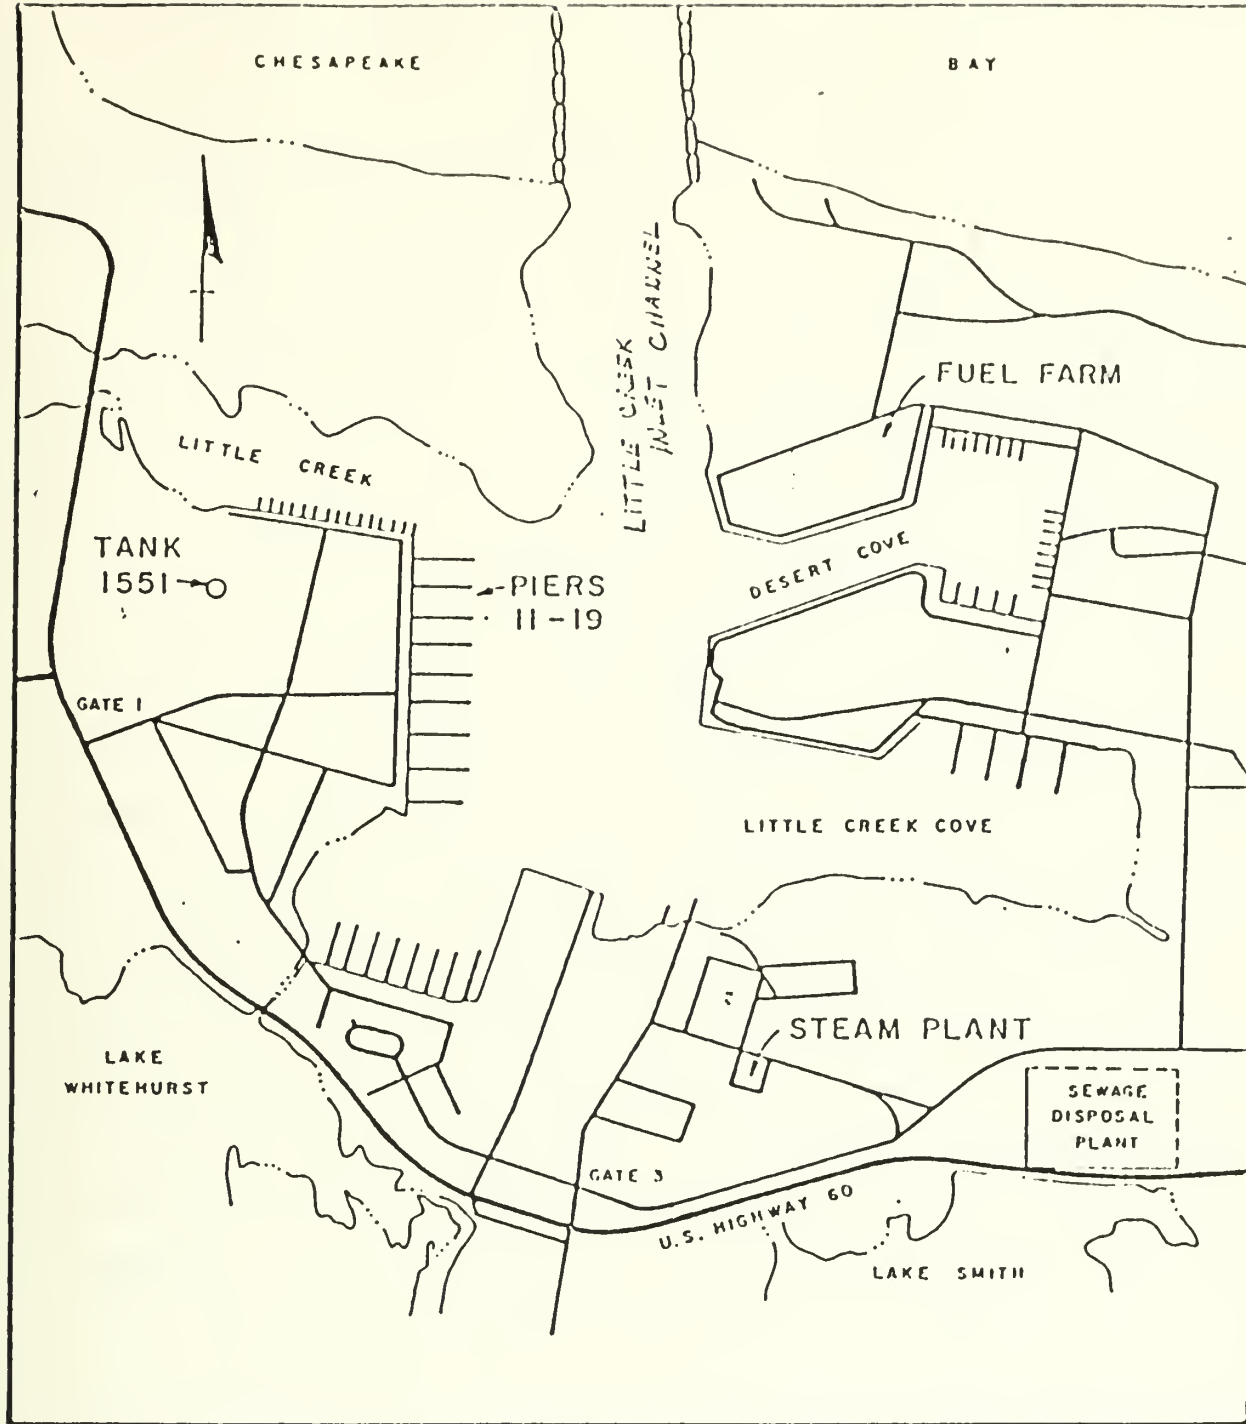 CHESAPEAKE
BAY
LITTLE CREEK
INLET CHANNEL
FUEL FARM
LITTLE CREEK
TANK
1551
PIERS
11-19
DESERT COVE
GATE 1
LITTLE CREEK COVE
STEAM PLANT
LAKE
WHITEHURST
SEWAGE
DISPOSAL
PLANT
GATE 3
U.S. HIGHWAY 60
LAKE SMITH